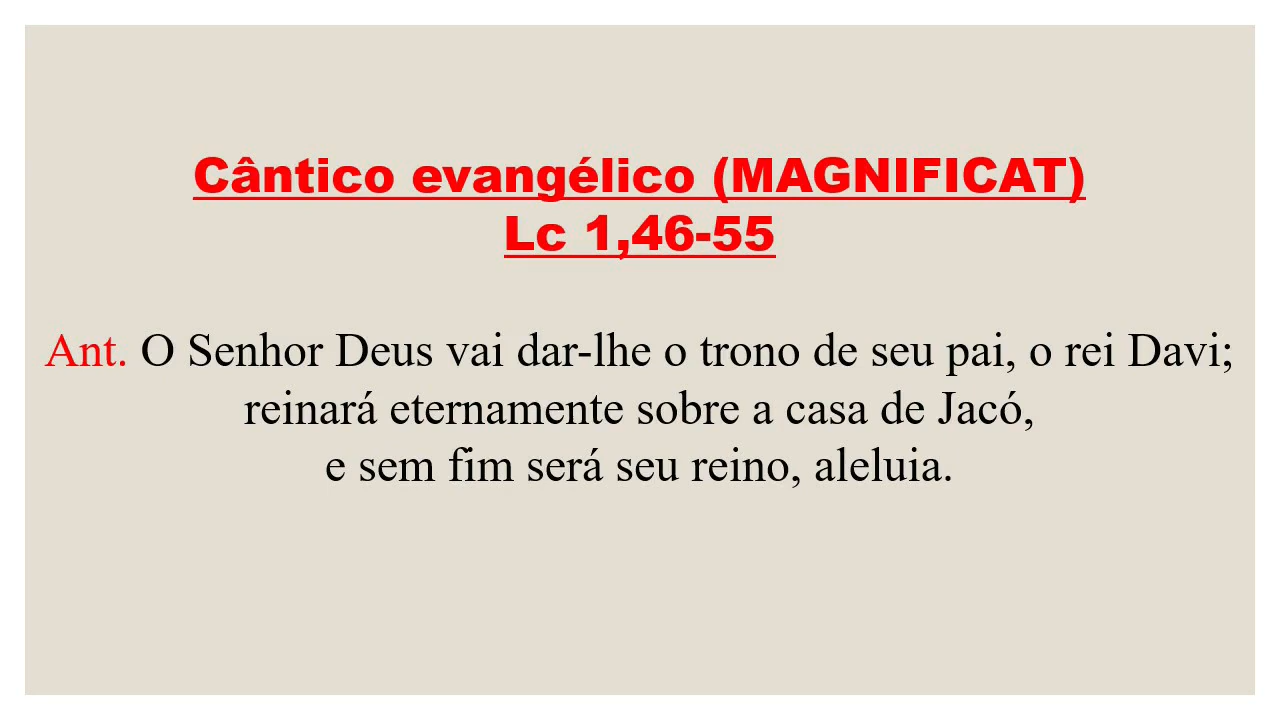 Cântico evangélico (MAGNIFICAT)
Lc 1,46-55
Ant. O Senhor Deus vai dar-lhe o trono de seu pai, o rei Davi;
reinará eternamente sobre a casa de Jacó,
e sem fim será seu reino, aleluia.